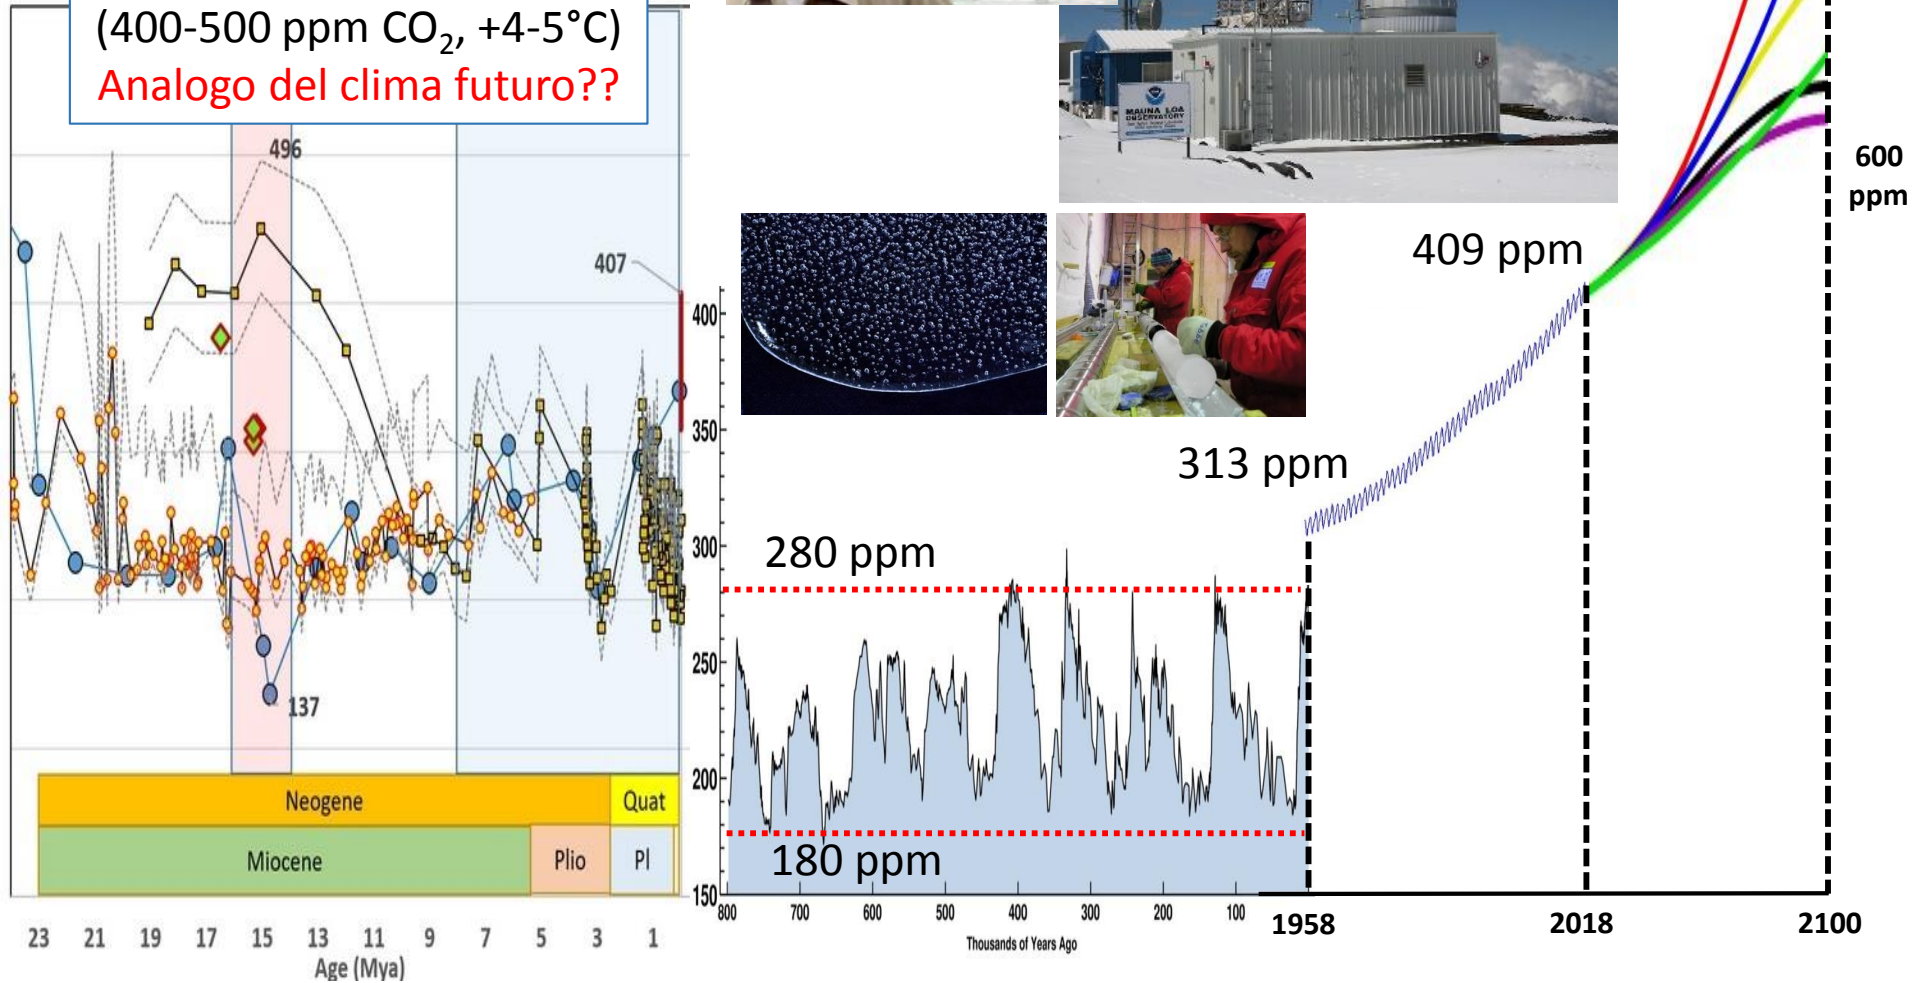 (400-500 ppm CO₂, +4-5°C)
Analogo del clima futuro??
496
407
137
Neogene
Quat
Miocene
Plio
Pl
23 21 19 17 15 13 11 9 7 5 3 1
Age (Mya)
MAUNA LOA
OBSERVATORY
400
350
300
250
200
150
280 ppm
180 ppm
800 700 600 500 400 300 200 100
Thousands of Years Ago
313 ppm
409 ppm
600
ppm
1958
2018
2100